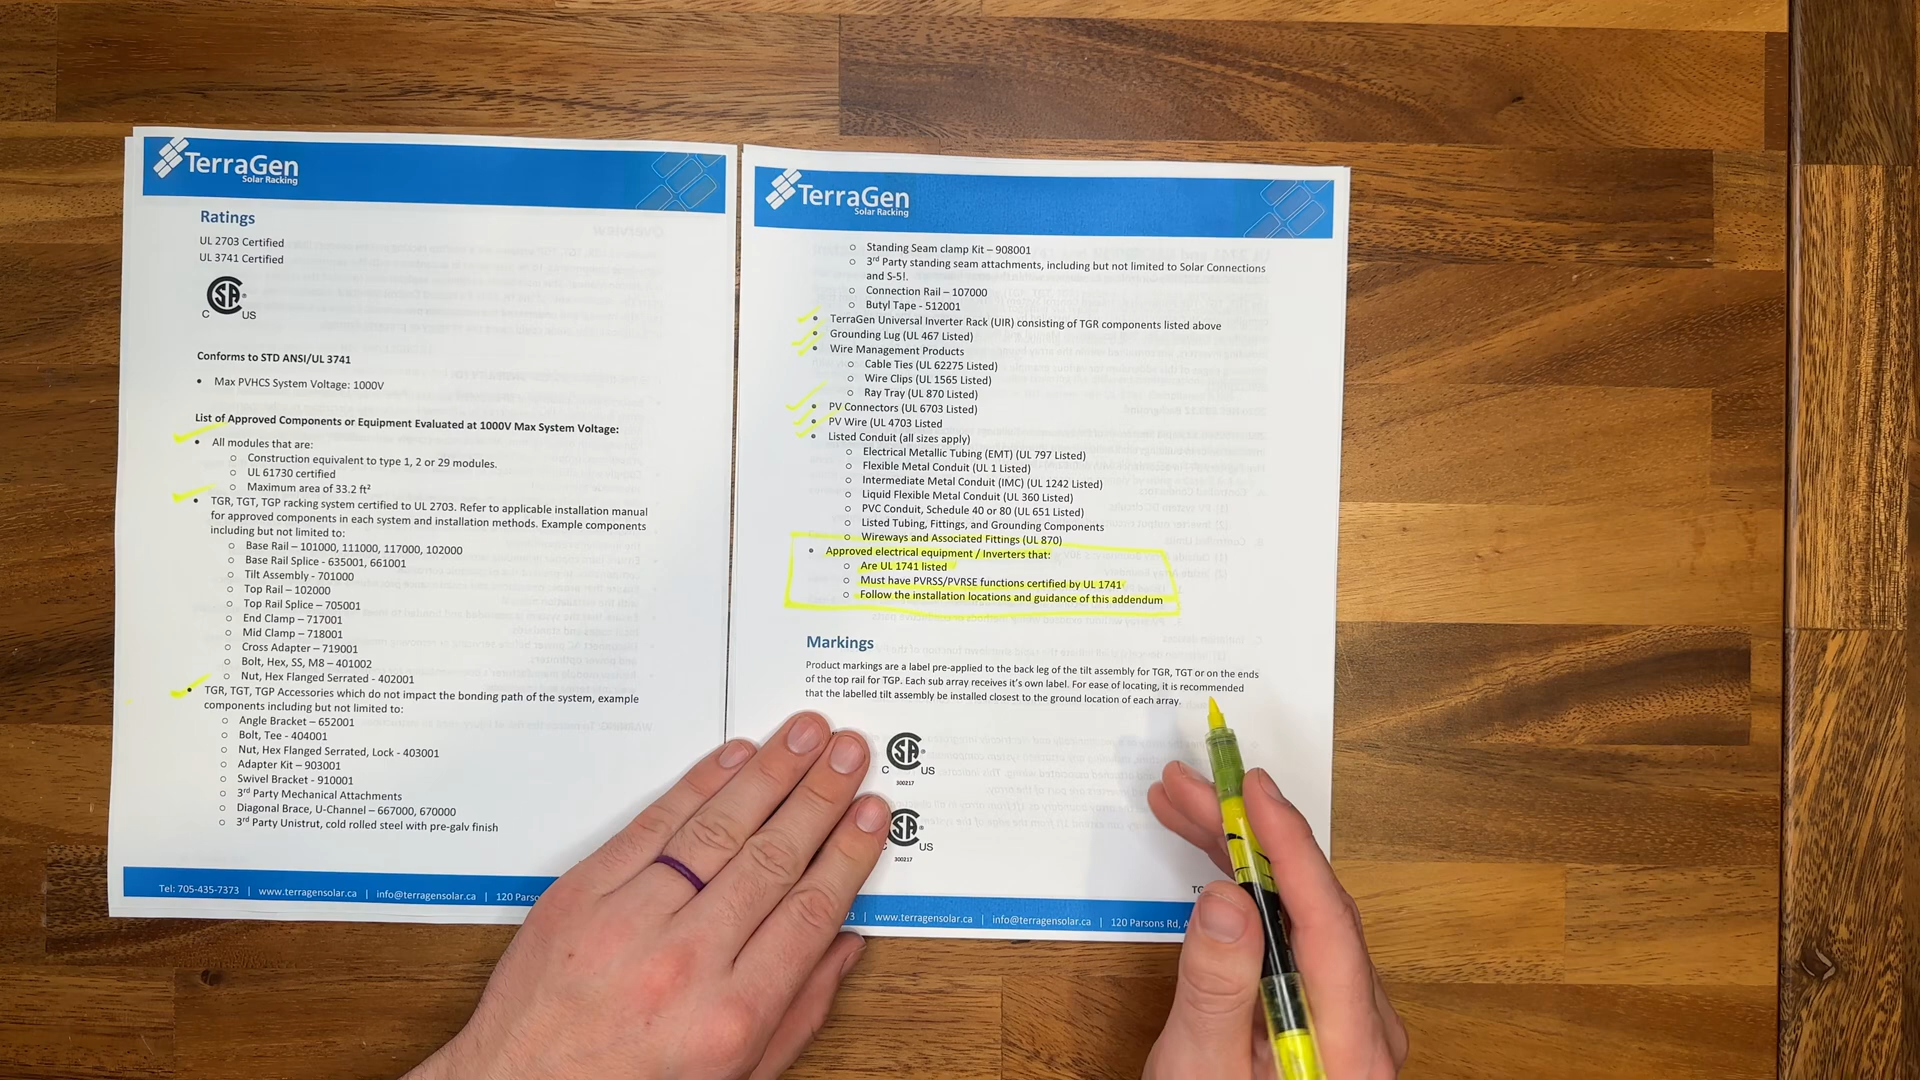 TerraGen
Solar Racking
Ratings
UL 2703 Certified
UL 3741 Certified
CSA
C US
Conforms to STD ANSI/UL 3741
• Max PVHCS System Voltage: 1000V
List of Approved Components or Equipment Evaluated at 1000V Max System Voltage:
• All modules that are:
o Construction equivalent to type 1, 2 or 29 modules.
o UL 61730 certified
o Maximum area of 33.2 ft²
• TGR, TGT, TGP racking system certified to UL 2703. Refer to applicable installation manual
for approved components in each system and installation methods. Example components
including but not limited to:
o Base Rail – 101000, 111000, 117000, 102000
o Base Rail Splice - 635001, 661001
o Tilt Assembly - 701000
o Top Rail – 102000
o Top Rail Splice – 705001
o End Clamp – 717001
o Mid Clamp – 718001
o Cross Adapter – 719001
o Bolt, Hex, SS, M8 – 401002
o Nut, Hex Flanged Serrated - 402001
• TGR, TGT, TGP Accessories which do not impact the bonding path of the system, example
components including but not limited to:
o Angle Bracket – 652001
o Bolt, Tee - 404001
o Nut, Hex Flanged Serrated, Lock - 403001
o Adapter Kit – 903001
o Swivel Bracket - 910001
o 3rd Party Mechanical Attachments
o Diagonal Brace, U-Channel – 667000, 670000
o 3rd Party Unistrut, cold rolled steel with pre-galv finish
Tel: 705-435-7373 | www.terragensolar.ca | info@terragensolar.ca | 120 Parso
TerraGen
Solar Racking
o Standing Seam clamp Kit – 908001
o 3rd Party standing seam attachments, including but not limited to Solar Connections
and S-5!.
o Connection Rail – 107000
o Butyl Tape - 512001
• TerraGen Universal Inverter Rack (UIR) consisting of TGR components listed above
• Grounding Lug (UL 467 Listed)
• Wire Management Products
o Cable Ties (UL 62275 Listed)
o Wire Clips (UL 1565 Listed)
o Ray Tray (UL 870 Listed)
• PV Connectors (UL 6703 Listed)
• PV Wire (UL 4703 Listed
• Listed Conduit (all sizes apply)
o Electrical Metallic Tubing (EMT) (UL 797 Listed)
o Flexible Metal Conduit (UL 1 Listed)
o Intermediate Metal Conduit (IMC) (UL 1242 Listed)
o Liquid Flexible Metal Conduit (UL 360 Listed)
o PVC Conduit, Schedule 40 or 80 (UL 651 Listed)
o Listed Tubing, Fittings, and Grounding Components
o Wireways and Associated Fittings (UL 870)
• Approved electrical equipment / Inverters that:
o Are UL 1741 listed
o Must have PVRSS/PVRSE functions certified by UL 1741
o Follow the installation locations and guidance of this addendum
Markings
Product markings are a label pre-applied to the back leg of the tilt assembly for TGR, TGT or on the ends
of the top rail for TGP. Each sub array receives it's own label. For ease of locating, it is recommended
that the labelled tilt assembly be installed closest to the ground location of each array.
CSA
C US
300217
CSA
C US
300217
/3 | www.terragensolar.ca | info@terragensolar.ca | 120 Parsons Rd, A